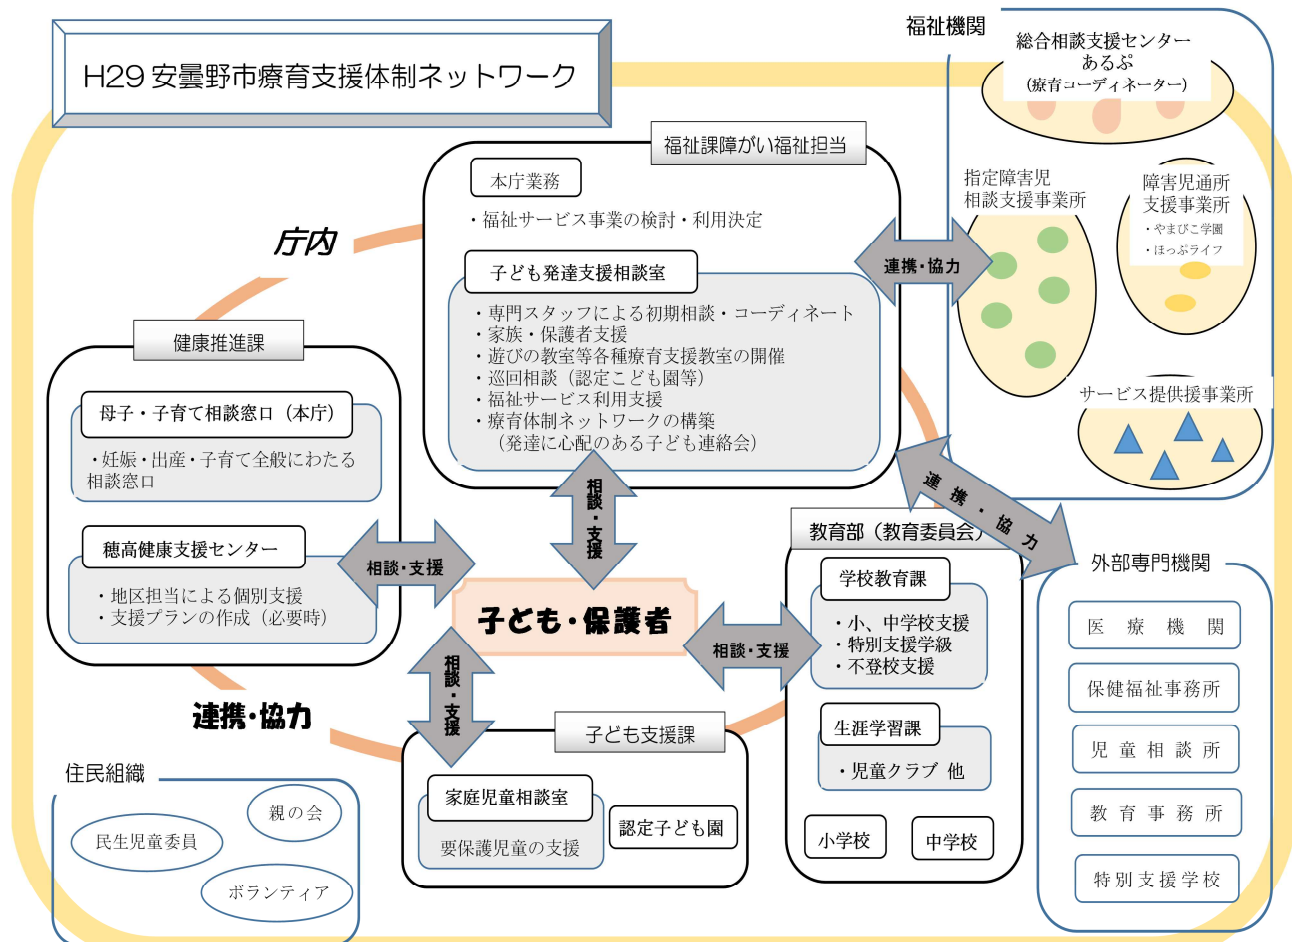 H29 安曇野市療育支援体制ネットワーク
福祉機関
総合相談支援センター
あるぷ
(療育コーディネーター)
指定障害児
相談支援事業所
障害児通所
支援事業所
・やまびこ学園
・ほっぷライフ
サービス提供援事業所
福祉課障がい福祉担当
本庁業務
・福祉サービス事業の検討・利用決定
子ども発達支援相談室
・専門スタッフによる初期相談・コーディネート
・家族・保護者支援
・遊びの教室等各種療育支援教室の開催
・巡回相談（認定こども園等）
・福祉サービス利用支援
・療育体制ネットワークの構築
（発達に心配のある子ども連絡会）
連携・協力
庁内
健康推進課
母子・子育て相談窓口（本庁）
・妊娠・出産・子育て全般にわたる
相談窓口
穂高健康支援センター
・地区担当による個別支援
・支援プランの作成（必要時）
相談・支援
相談・支援
子ども・保護者
相談・支援
相談・支援
連携・協力
教育部（教育委員会）
学校教育課
・小、中学校支援
・特別支援学級
・不登校支援
生涯学習課
・児童クラブ 他
小学校
中学校
連携・協力
子ども支援課
家庭児童相談室
要保護児童の支援
認定子ども園
住民組織
親の会
民生児童委員
ボランティア
外部専門機関
医療機関
保健福祉事務所
児童相談所
教育事務所
特別支援学校